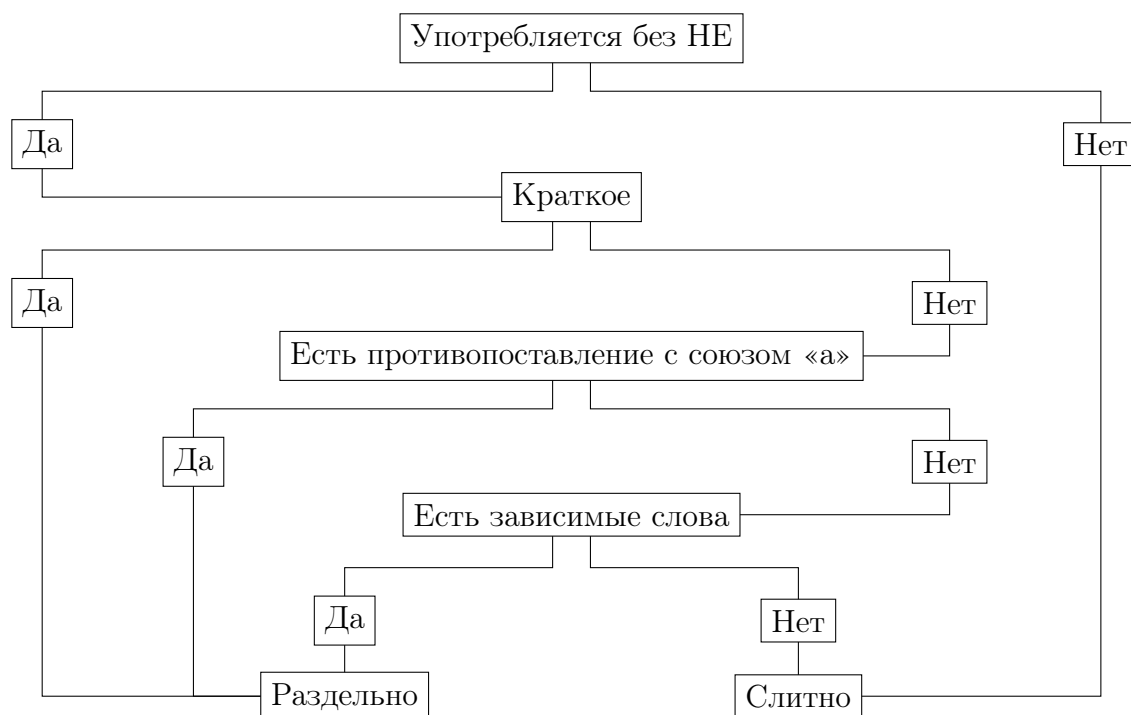 Употребляется без НЕ
Да
Нет
Краткое
Да
Нет
Есть противопоставление с союзом «а»
Да
Нет
Есть зависимые слова
Да
Нет
Раздельно
Слитно